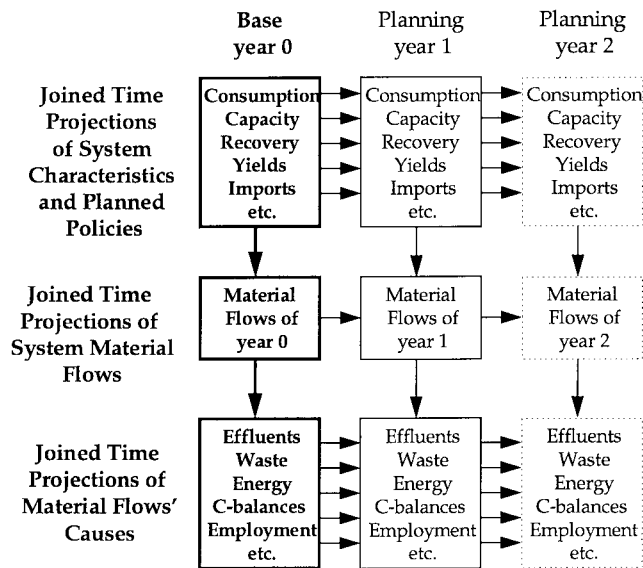 Base
year 0
Planning
year 1
Planning
year 2
Joined Time
Projections
of System
Characteristics
and Planned
Policies
Consumption
Capacity
Recovery
Yields
Imports
etc.
Consumption
Capacity
Recovery
Yields
Imports
etc.
Consumption
Capacity
Recovery
Yields
Imports
etc.
Joined Time
Projections of
System Material
Flows
Material
Flows of
year 0
Material
Flows of
year 1
Material
Flows of
year 2
Joined Time
Projections of
Material Flows’
Causes
Effluents
Waste
Energy
C-balances
Employment
etc.
Effluents
Waste
Energy
C-balances
Employment
etc.
Effluents
Waste
Energy
C-balances
Employment
etc.